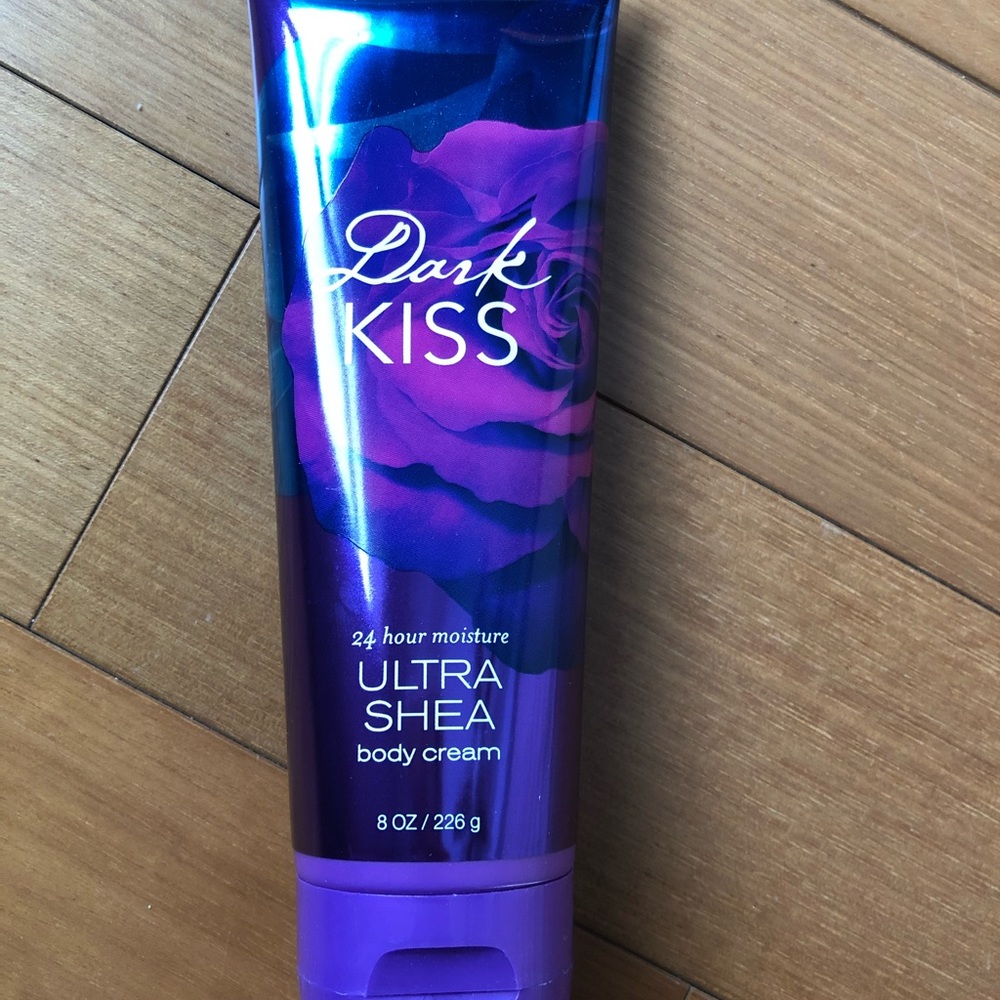 Dark
KISS
24 hour moisture
ULTRA
SHEA
body cream
8 OZ / 226 g